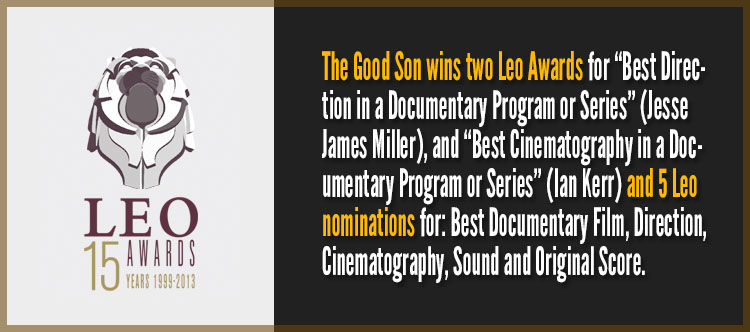 LEO
15 AWARDS
YEARS 1999-2013
The Good Son wins two Leo Awards for “Best Direc-
tion in a Documentary Program or Series” (Jesse
James Miller), and “Best Cinematography in a Doc-
umentary Program or Series” (Ian Kerr) and 5 Leo
nominations for: Best Documentary Film, Direction,
Cinematography, Sound and Original Score.